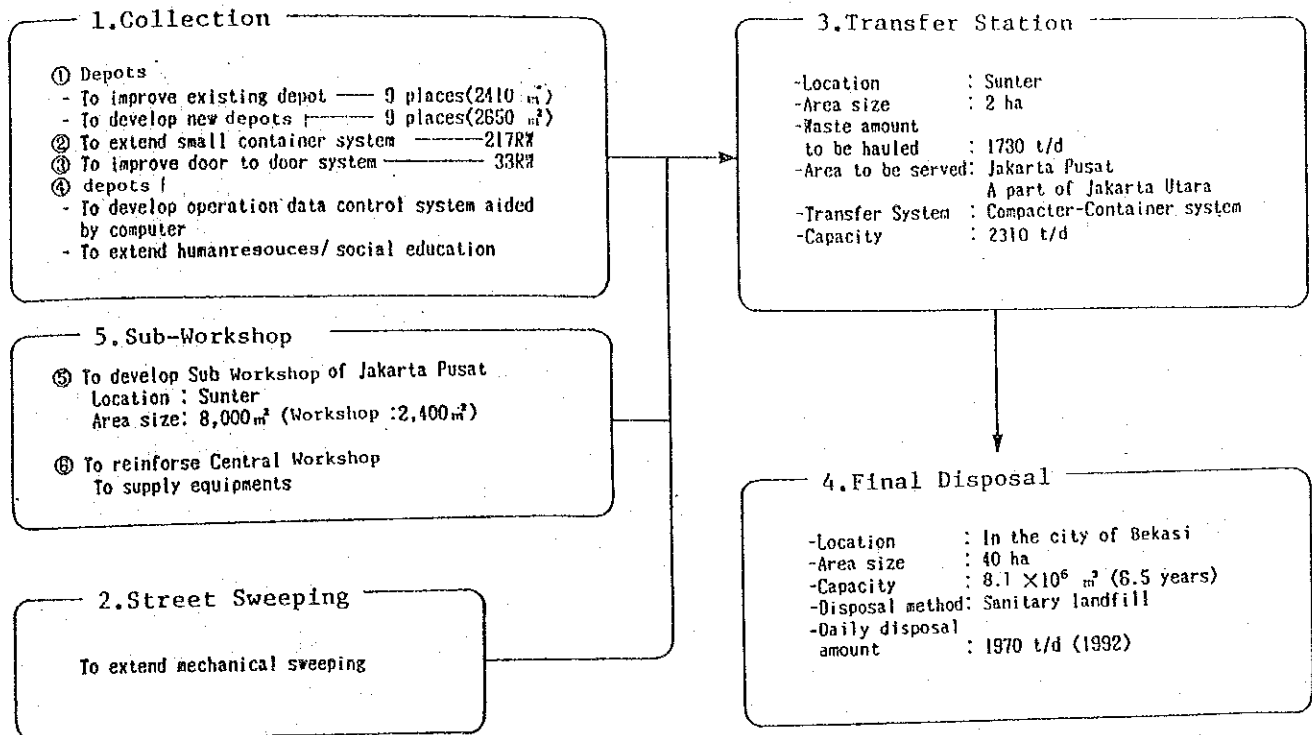 1.Collection
① Depots
- To improve existing depot —— 9 places(2410 ㎡)
- To develop new depots —— 9 places(2650 ㎡)
② To extend small container system ———217R%
③ To improve door to door system ——— 33R%
④ depots
- To develop operation data control system aided
by computer
- To extend humanresouces/ social education
5.Sub-Workshop
⑤ To develop Sub Workshop of Jakarta Pusat
Location : Sunter
Area size: 8,000㎡ (Workshop :2,400㎡)
⑥ To reinforse Central Workshop
To supply equipments
2.Street Sweeping
To extend mechanical sweeping
3.Transfer Station
-Location : Sunter
-Area size : 2 ha
-Waste amount
to be hauled : 1730 t/d
-Area to be served: Jakarta Pusat
A part of Jakarta Utara
-Transfer System : Compacter-Container system
-Capacity : 2310 t/d
4.Final Disposal
-Location : In the city of Bekasi
-Area size : 40 ha
-Capacity : 8.1 ×10⁶ ㎥ (6.5 years)
-Disposal method: Sanitary landfill
-Daily disposal
amount : 1970 t/d (1992)